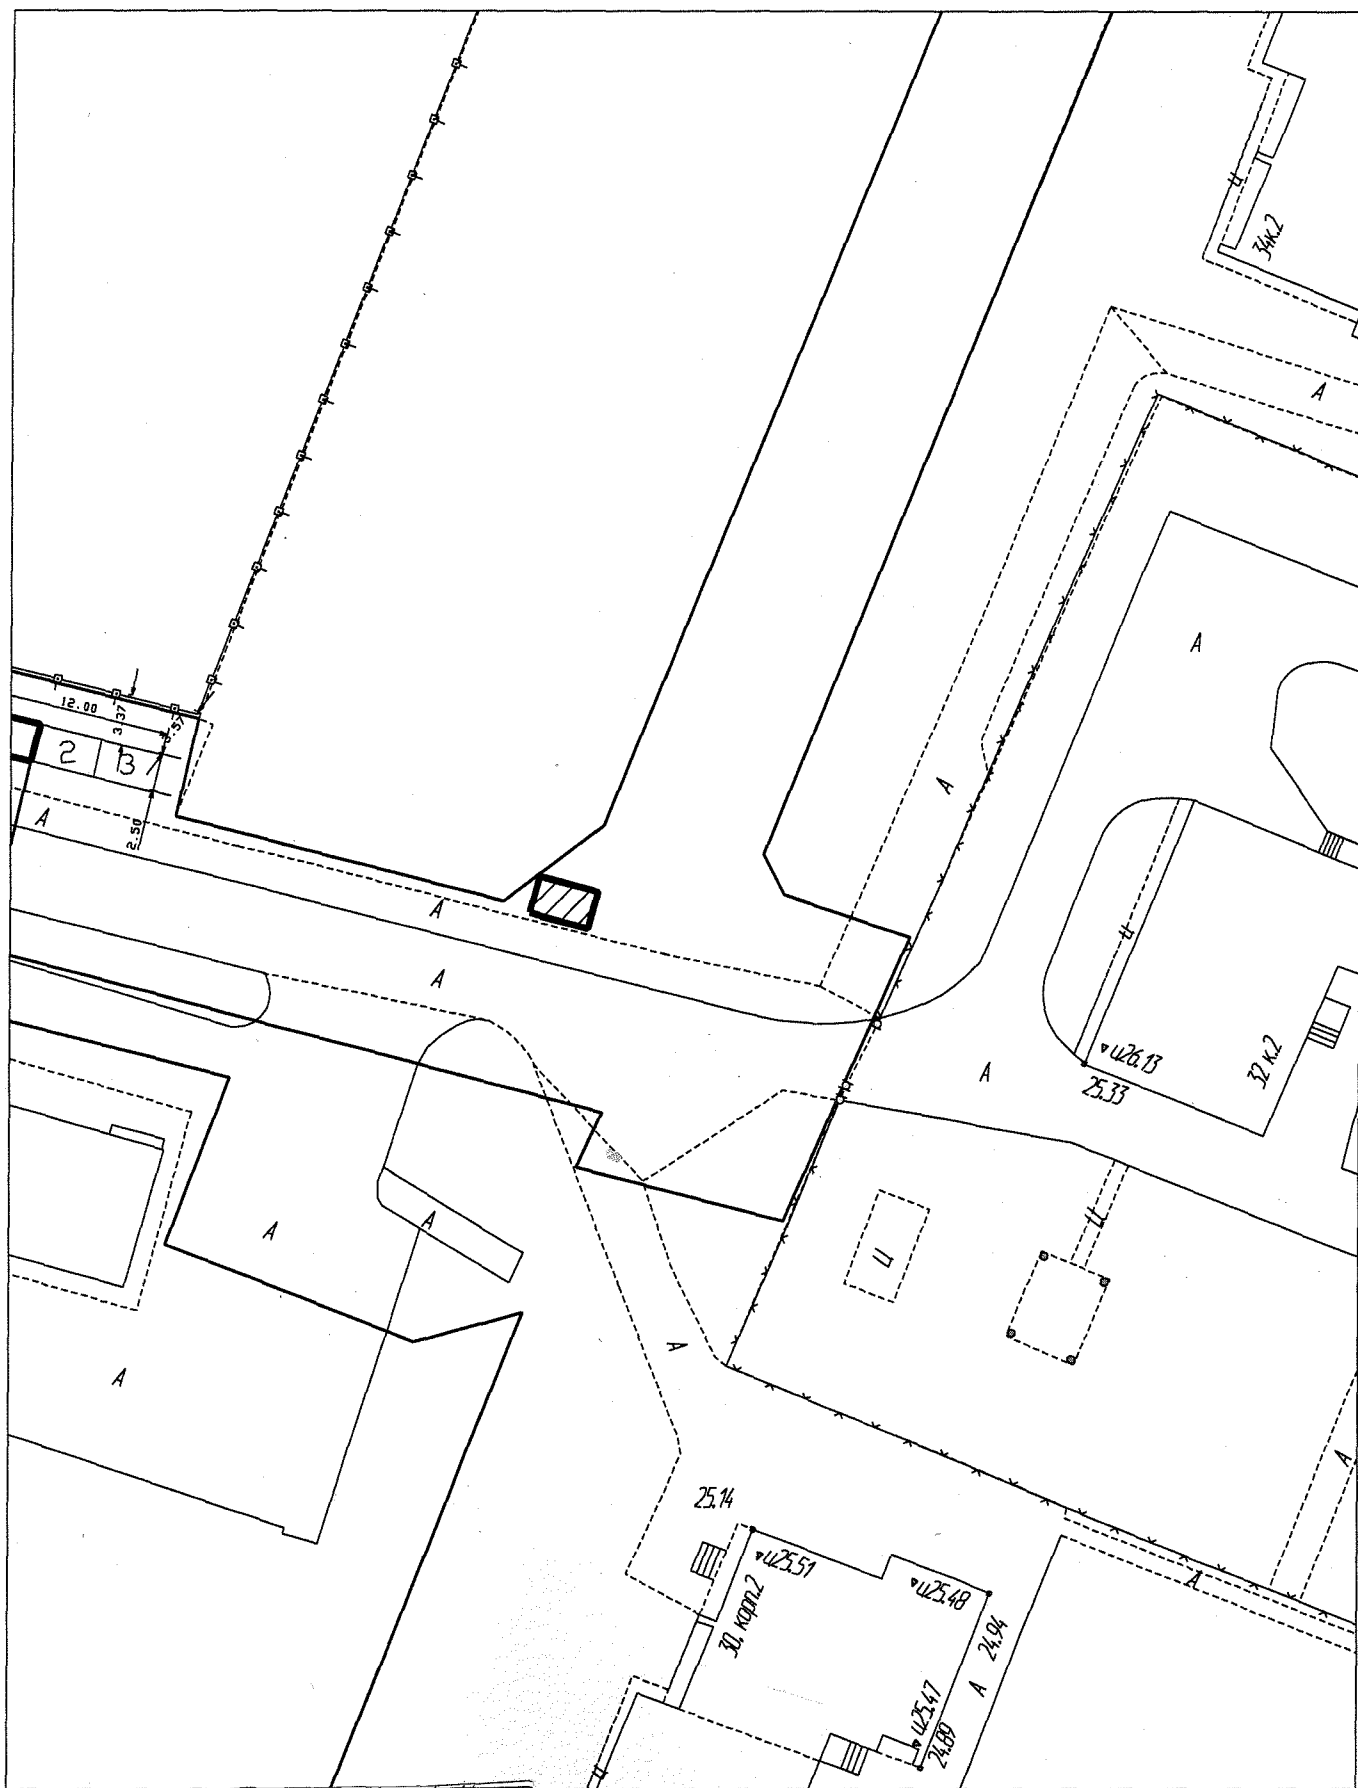 ц
34к.2
А
А
А
12.00
3.37
3.57
2
3
А
А
2.50
А
А
ц
ц26.13
25.33
32 к.2
А
ц
ц
А
А
А
А
А
25.14
ц25.51
ц25.48
А
30, корп.2
24.94
А
ц25.47
24.89
ц